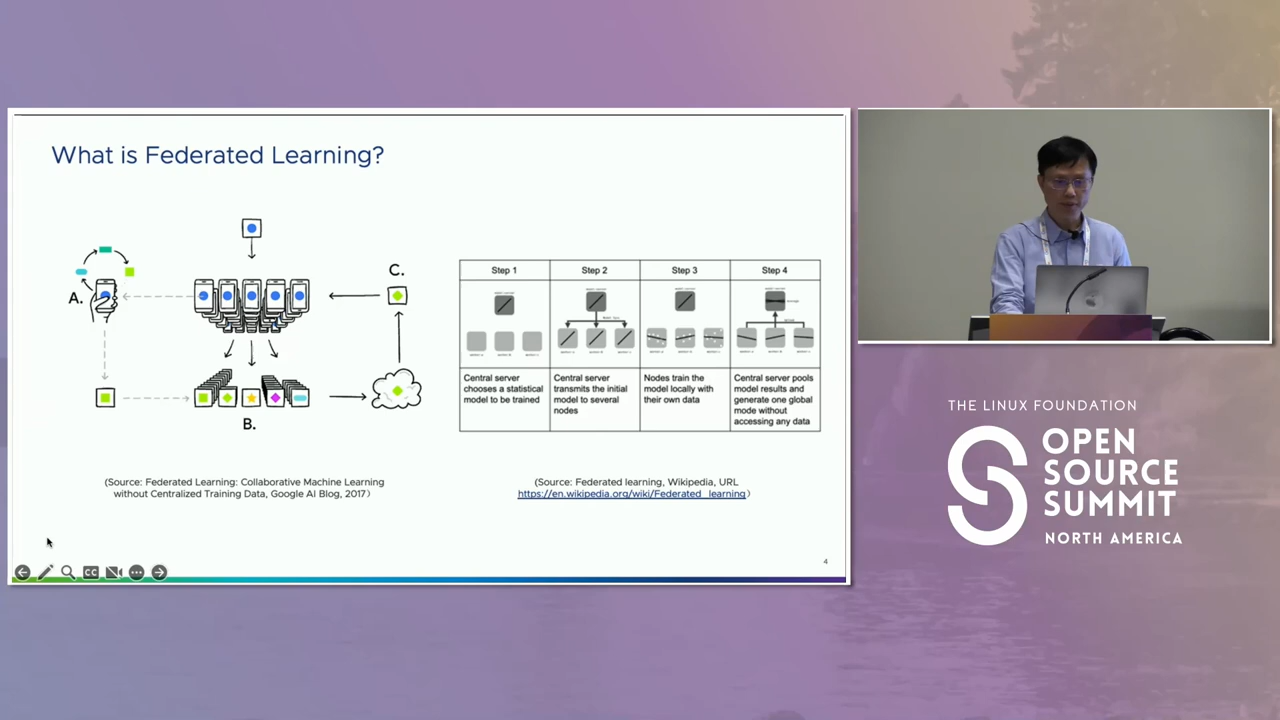 What is Federated Learning?
A.
C.
B.
Step 1
Step 2
Step 3
Step 4
Central server
chooses a statistical
model to be trained
Central server
transmits the initial
model to several
nodes
Nodes train the
model locally with
their own data
Central server pools
model results and
generate one global
mode without
accessing any data
(Source: Federated Learning: Collaborative Machine Learning
without Centralized Training Data, Google AI Blog, 2017)
(Source: Federated learning, Wikipedia, URL
https://en.wikipedia.org/wiki/Federated_learning)
CC
4
THE LINUX FOUNDATION
OPEN
SOURCE
SUMMIT
NORTH AMERICA